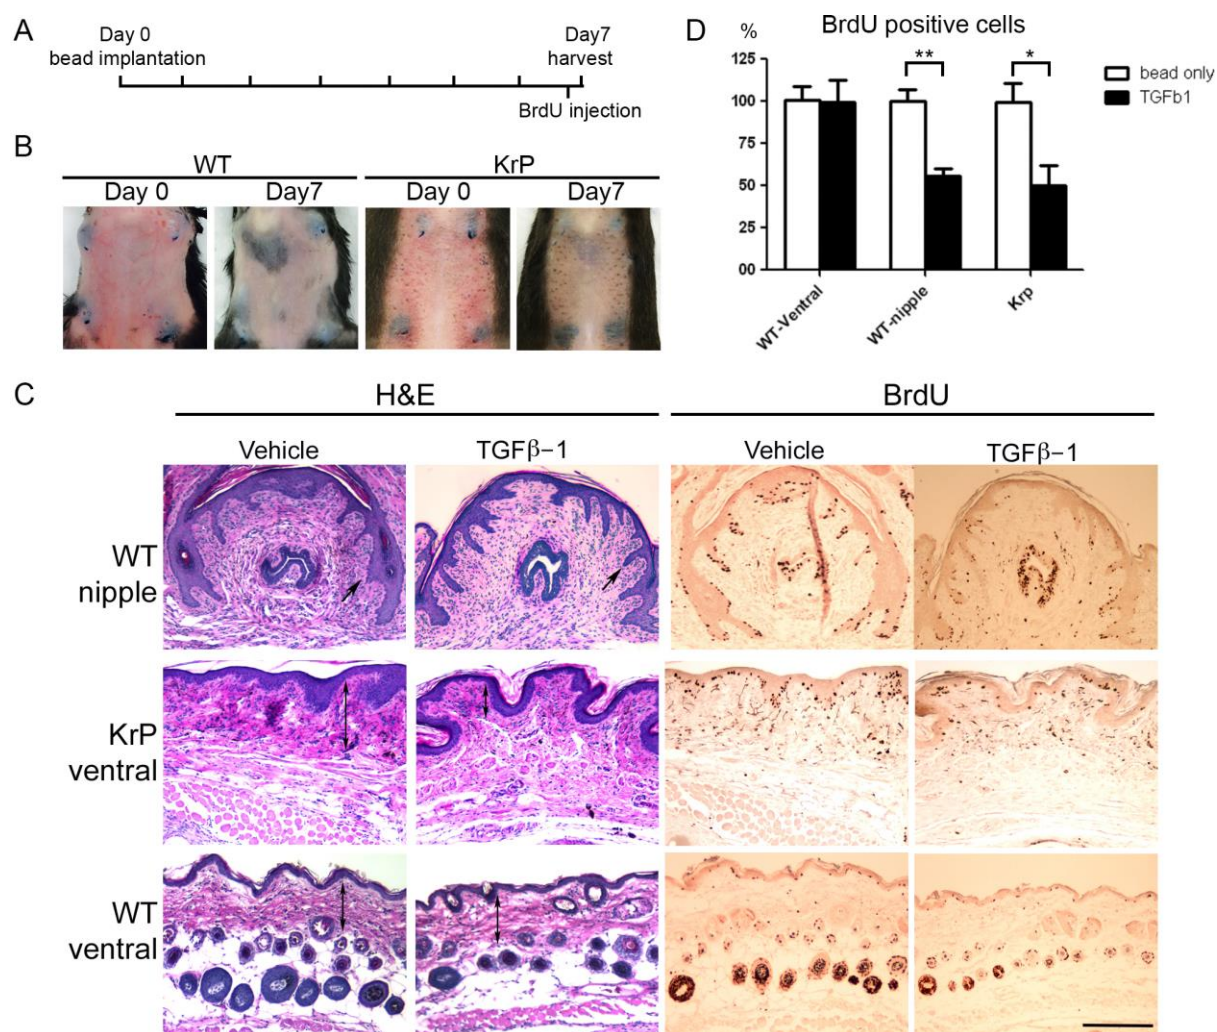 A
Day 0
bead implantation
Day7
harvest
BrdU injection
B
WT
KrP
Day 0
Day7
Day 0
Day7
D
%
BrdU positive cells
125
100
75
50
25
00
**
*
bead only
TGFb1
WT-Ventral
WT-nipple
Krp
C
H&E
BrdU
Vehicle
TGFβ−1
Vehicle
TGFβ−1
WT
nipple
KrP
ventral
WT
ventral